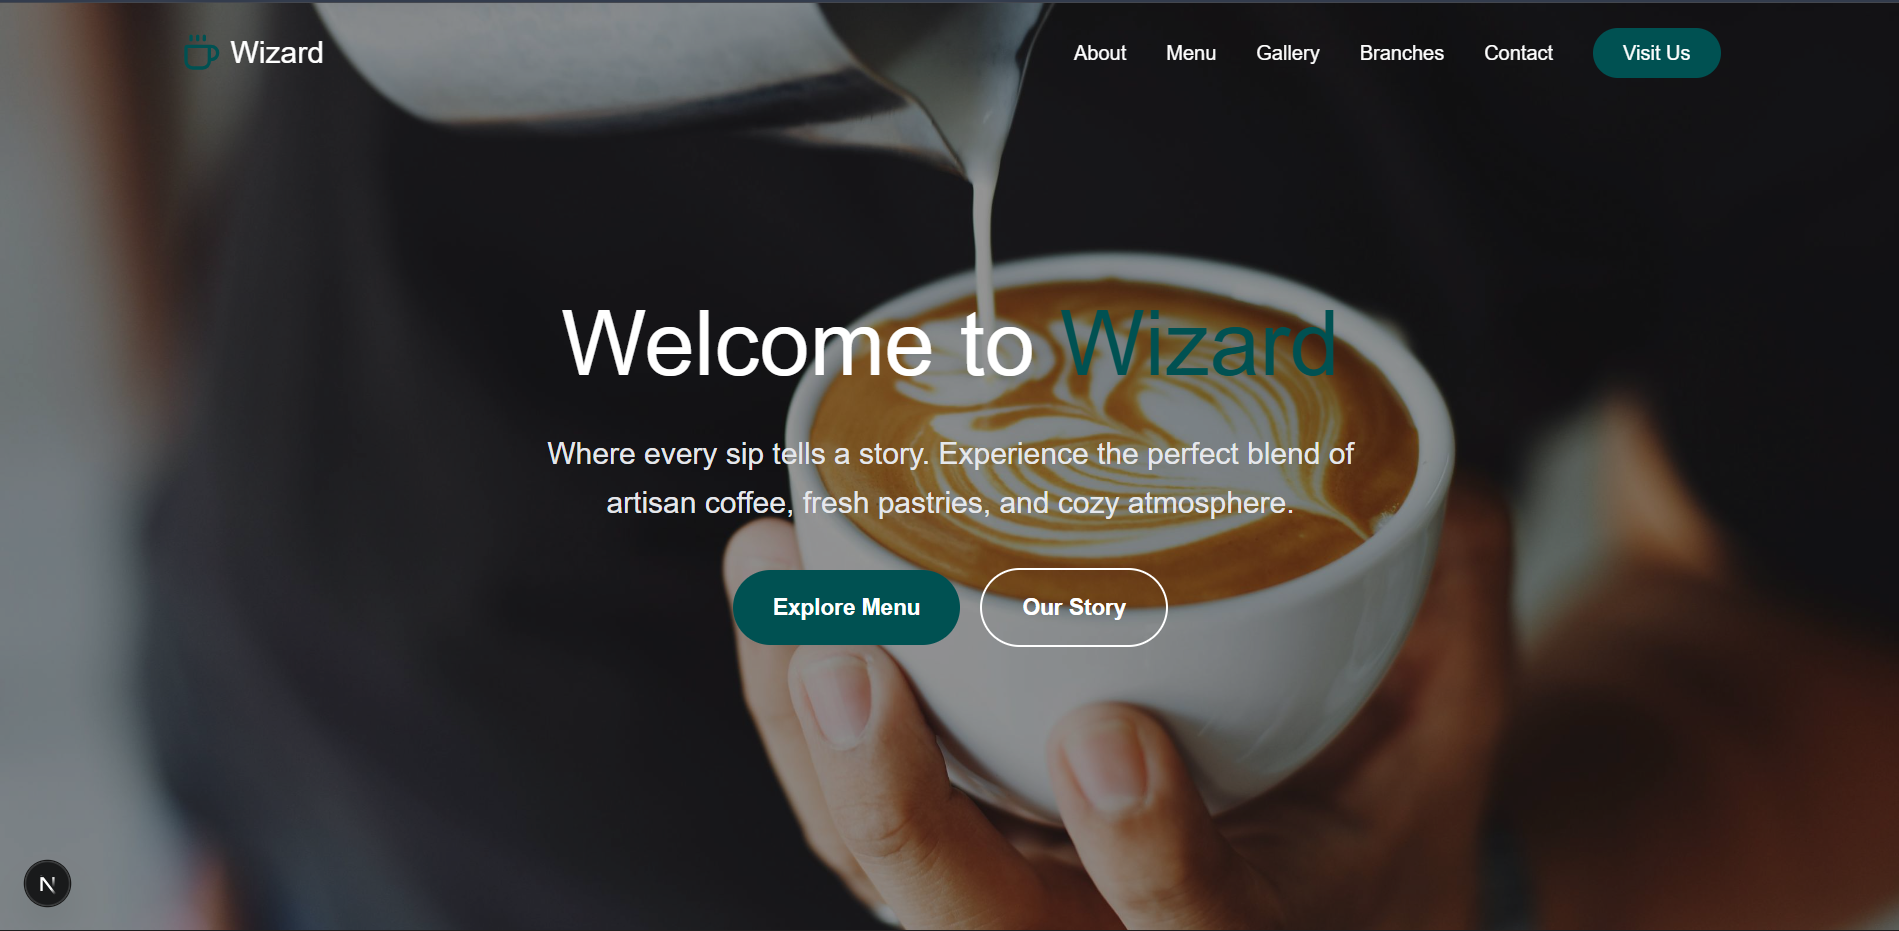 Wizard
About
Menu
Gallery
Branches
Contact
Visit Us
Welcome to Wizard
Where every sip tells a story. Experience the perfect blend of
artisan coffee, fresh pastries, and cozy atmosphere.
Explore Menu
Our Story
N